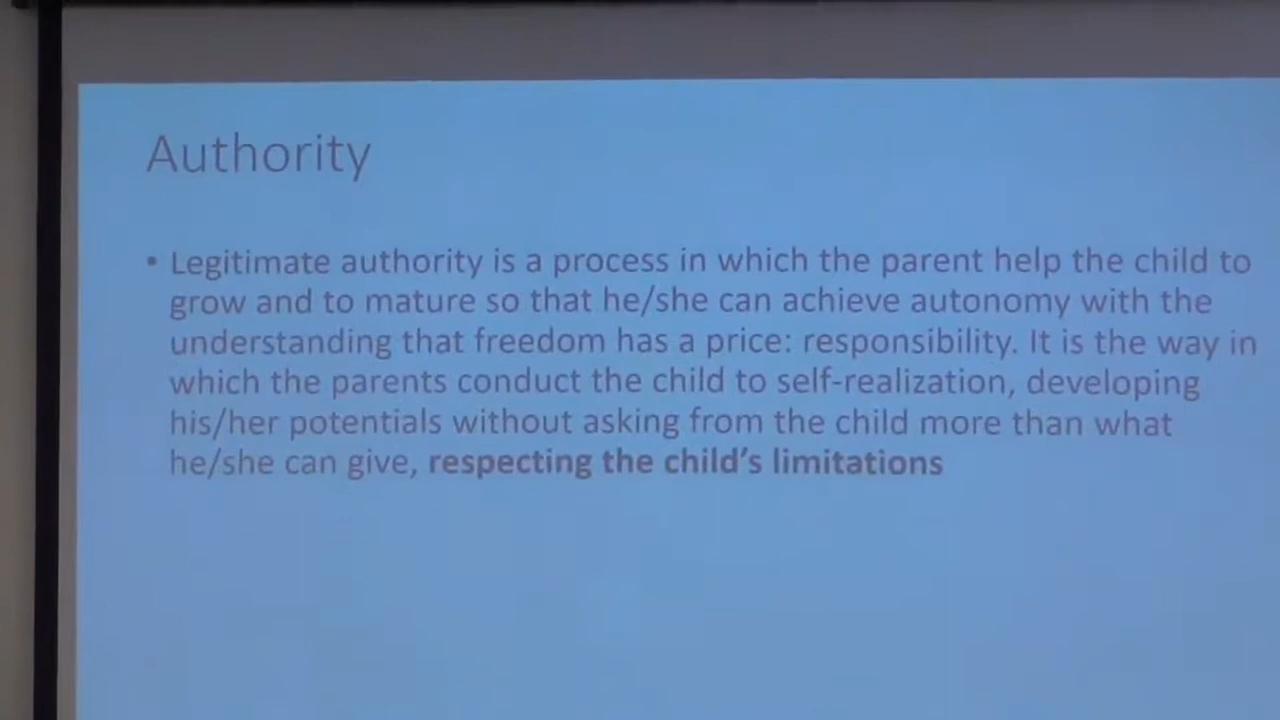 Authority
• Legitimate authority is a process in which the parent help the child to
grow and to mature so that he/she can achieve autonomy with the
understanding that freedom has a price: responsibility. It is the way in
which the parents conduct the child to self-realization, developing
his/her potentials without asking from the child more than what
he/she can give, respecting the child's limitations